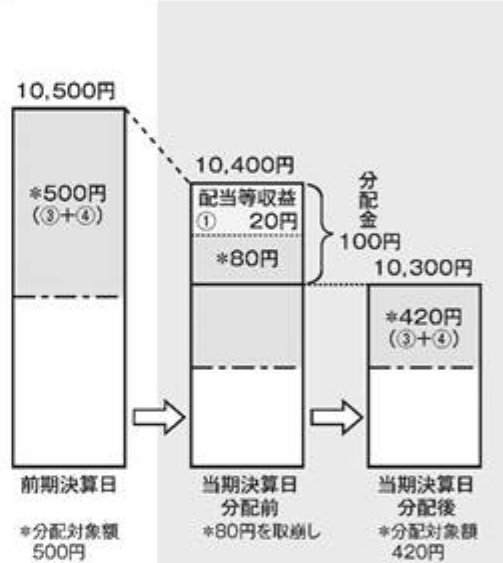 10,500円
*500円
(③+④)
前期決算日
*分配対象額
500円
10,400円
配当等収益
① 20円
*80円
分配金
100円
当期決算日
分配前
*80円を取崩し
10,300円
*420円
(③+④)
当期決算日
分配後
*分配対象額
420円